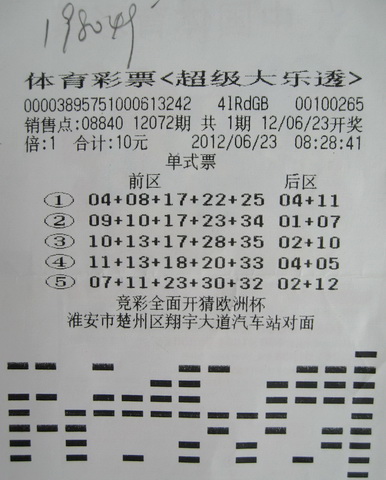 198049
体育彩票<超级大乐透>
00003895751000613242 4lRdGB 00100265
销售点:08840 12072期 共 1期 12/06/23开奖
倍:1 合计:10元 2012/06/23 08:28:41
单式票
前区 后区
① 04+08+17+22+25 04+11
② 09+10+17+23+34 01+07
③ 10+13+17+28+35 02+10
④ 11+13+18+20+33 04+05
⑤ 07+11+23+30+32 02+12
竞彩全面开猜欧洲杯
淮安市楚州区翔宇大道汽车站对面